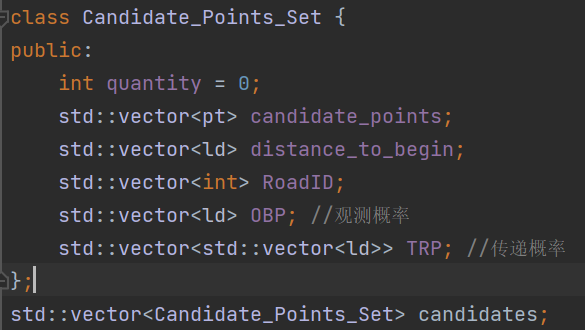 class Candidate_Points_Set {
public:
    int quantity = 0;
    std::vector<pt> candidate_points;
    std::vector<ld> distance_to_begin;
    std::vector<int> RoadID;
    std::vector<ld> OBP; //观测概率
    std::vector<std::vector<ld>> TRP; //传递概率
};
std::vector<Candidate_Points_Set> candidates;